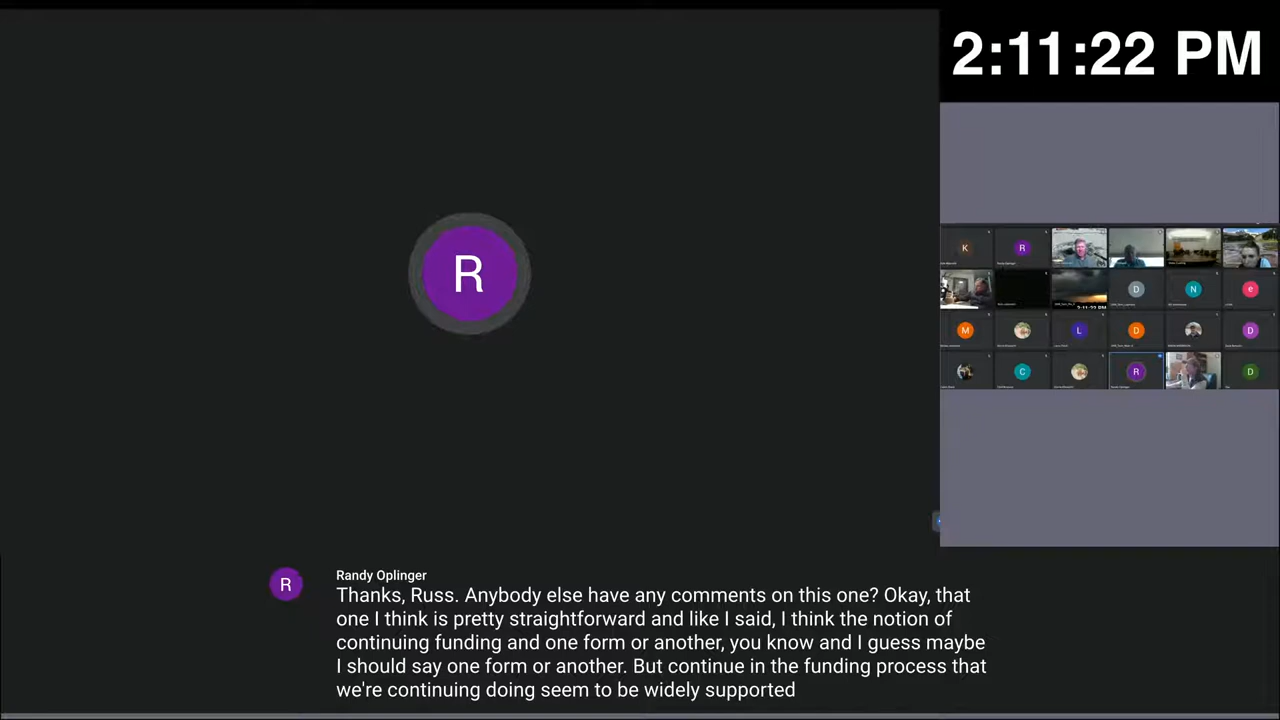 2:11:22 PM
R
K
R
D
N
e
M
L
D
D
C
R
D
R
Randy Oplinger
Thanks, Russ. Anybody else have any comments on this one? Okay, that
one I think is pretty straightforward and like I said, I think the notion of
continuing funding and one form or another, you know and I guess maybe
I should say one form or another. But continue in the funding process that
we're continuing doing seem to be widely supported